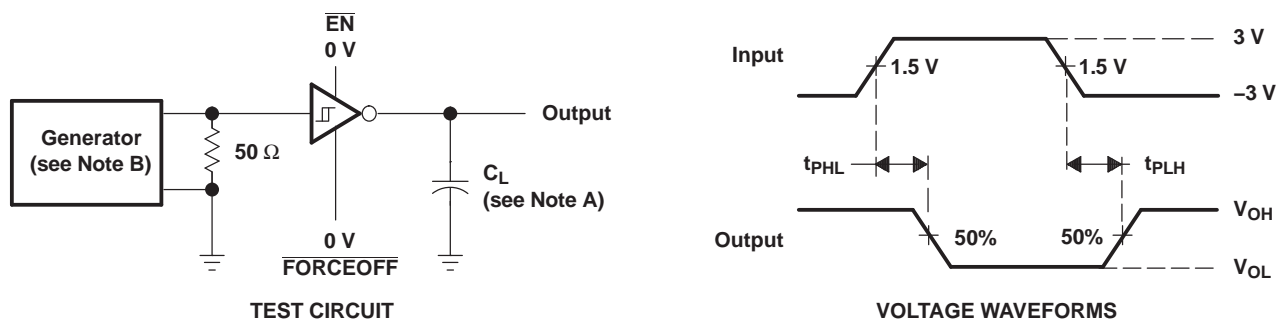 EN
0 V
Generator
(see Note B)
50 Ω
Output
CL
(see Note A)
0 V
FORCEOFF
TEST CIRCUIT
Input
3 V
1.5 V
1.5 V
–3 V
tPHL
tPLH
Output
50%
50%
VOH
VOL
VOLTAGE WAVEFORMS